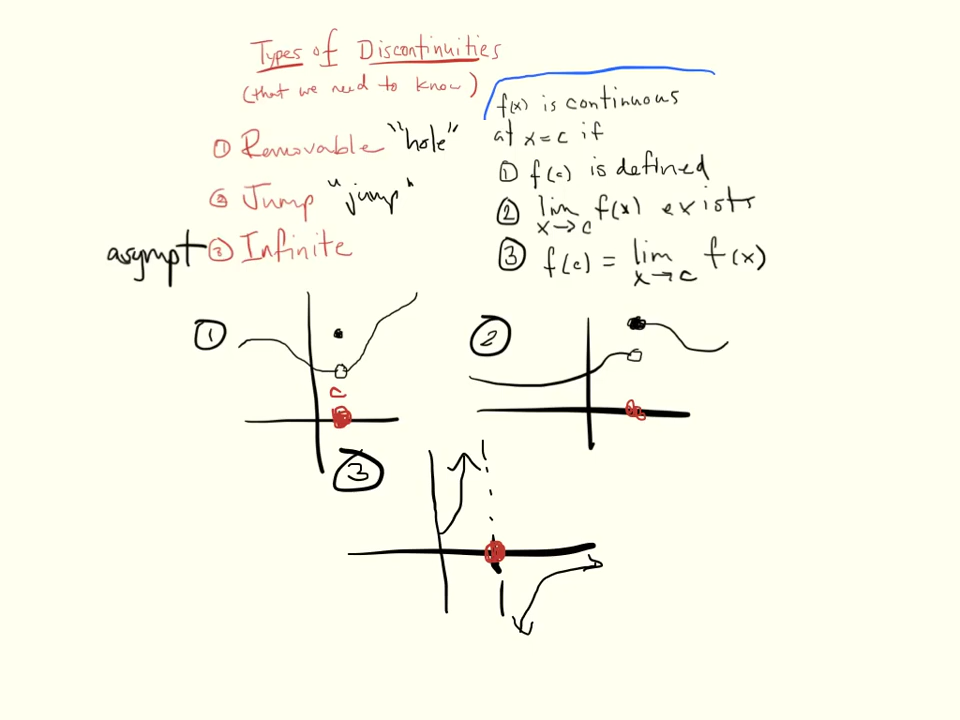 Types of Discontinuities
(that we need to know)
① Removable "hole"
② Jump "jump"
asympt ③ Infinite
f(x) is continuous
at x=c if
① f(c) is defined
② lim f(x) exists
x→c
③ f(c) = lim f(x)
x→c
①
c
②
③